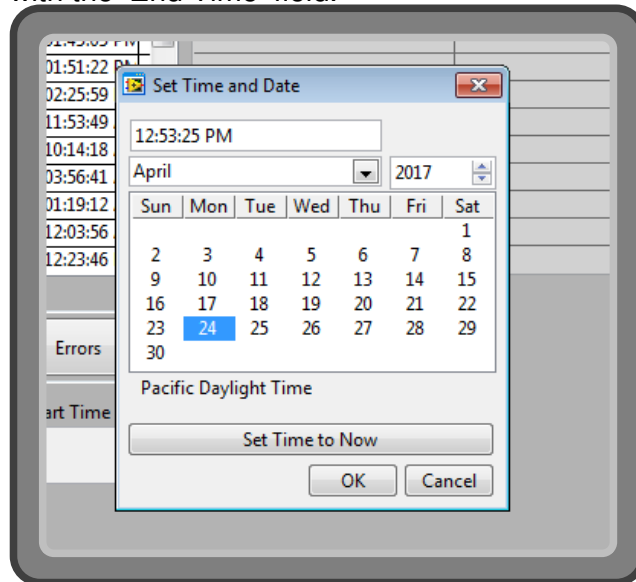 01:51:22
02:25:59
11:53:49
10:14:18
03:56:41
01:19:12
12:03:56
12:23:46
Errors
art Time
Set Time and Date
12:53:25 PM
April 2017
Sun Mon Tue Wed Thu Fri Sat
1
2 3 4 5 6 7 8
9 10 11 12 13 14 15
16 17 18 19 20 21 22
23 24 25 26 27 28 29
30
Pacific Daylight Time
Set Time to Now
OK Cancel